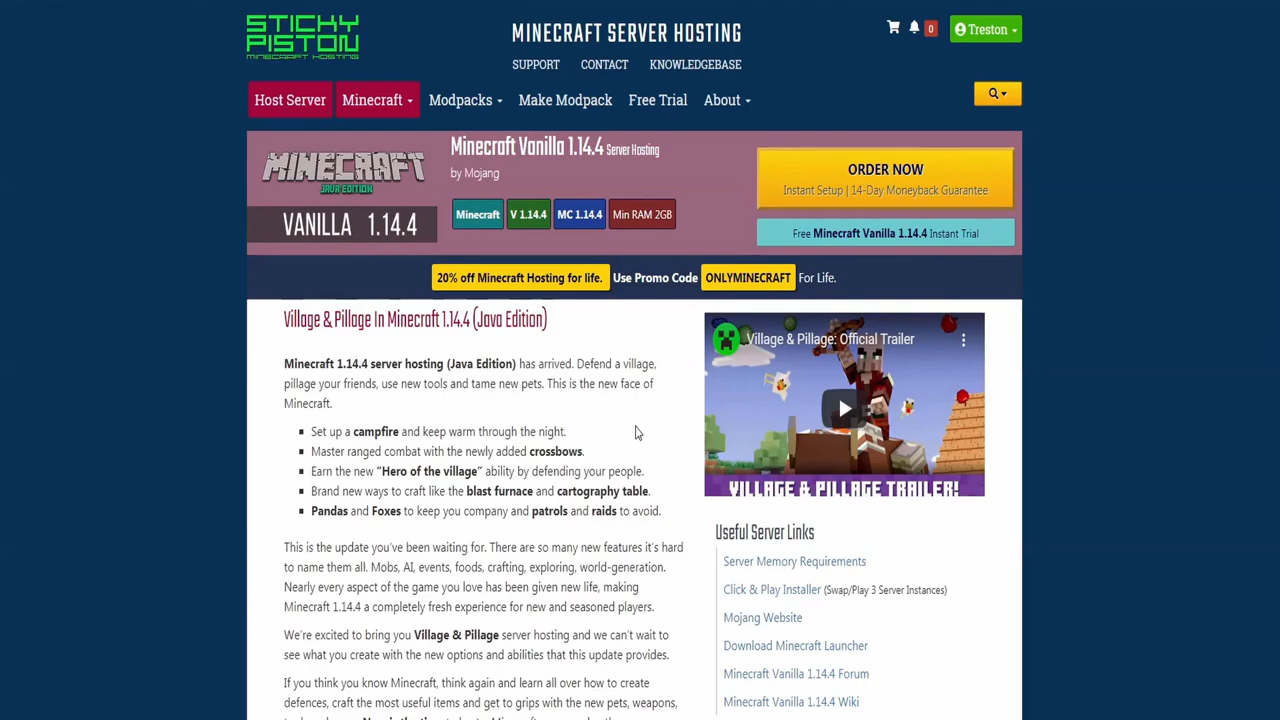 STICKY
PISTON
MINECRAFT HOSTING
MINECRAFT SERVER HOSTING
SUPPORT CONTACT KNOWLEDGEBASE
0
Treston
Host Server Minecraft Modpacks Make Modpack Free Trial About
MINECRAFT
JAVA EDITION
VANILLA 1.14.4
Minecraft Vanilla 1.14.4 Server Hosting
by Mojang
Minecraft V 1.14.4 MC 1.14.4 Min RAM 2GB
ORDER NOW
Instant Setup | 14-Day Moneyback Guarantee
Free Minecraft Vanilla 1.14.4 Instant Trial
20% off Minecraft Hosting for life. Use Promo Code ONLYMINECRAFT For Life.
Village & Pillage In Minecraft 1.14.4 (Java Edition)
Minecraft 1.14.4 server hosting (Java Edition) has arrived. Defend a village,
pillage your friends, use new tools and tame new pets. This is the new face of
Minecraft.
Set up a campfire and keep warm through the night.
Master ranged combat with the newly added crossbows.
Earn the new “Hero of the village” ability by defending your people.
Brand new ways to craft like the blast furnace and cartography table.
Pandas and Foxes to keep you company and patrols and raids to avoid.
This is the update you’ve been waiting for. There are so many new features it’s hard
to name them all. Mobs, AI, events, foods, crafting, exploring, world-generation.
Nearly every aspect of the game you love has been given new life, making
Minecraft 1.14.4 a completely fresh experience for new and seasoned players.
We’re excited to bring you Village & Pillage server hosting and we can’t wait to
see what you create with the new options and abilities that this update provides.
If you think you know Minecraft, think again and learn all over how to create
defences, craft the most useful items and get to grips with the new pets, weapons,
Village & Pillage: Official Trailer
VILLAGE & PILLAGE TRAILER!
Useful Server Links
Server Memory Requirements
Click & Play Installer (Swap/Play 3 Server Instances)
Mojang Website
Download Minecraft Launcher
Minecraft Vanilla 1.14.4 Forum
Minecraft Vanilla 1.14.4 Wiki